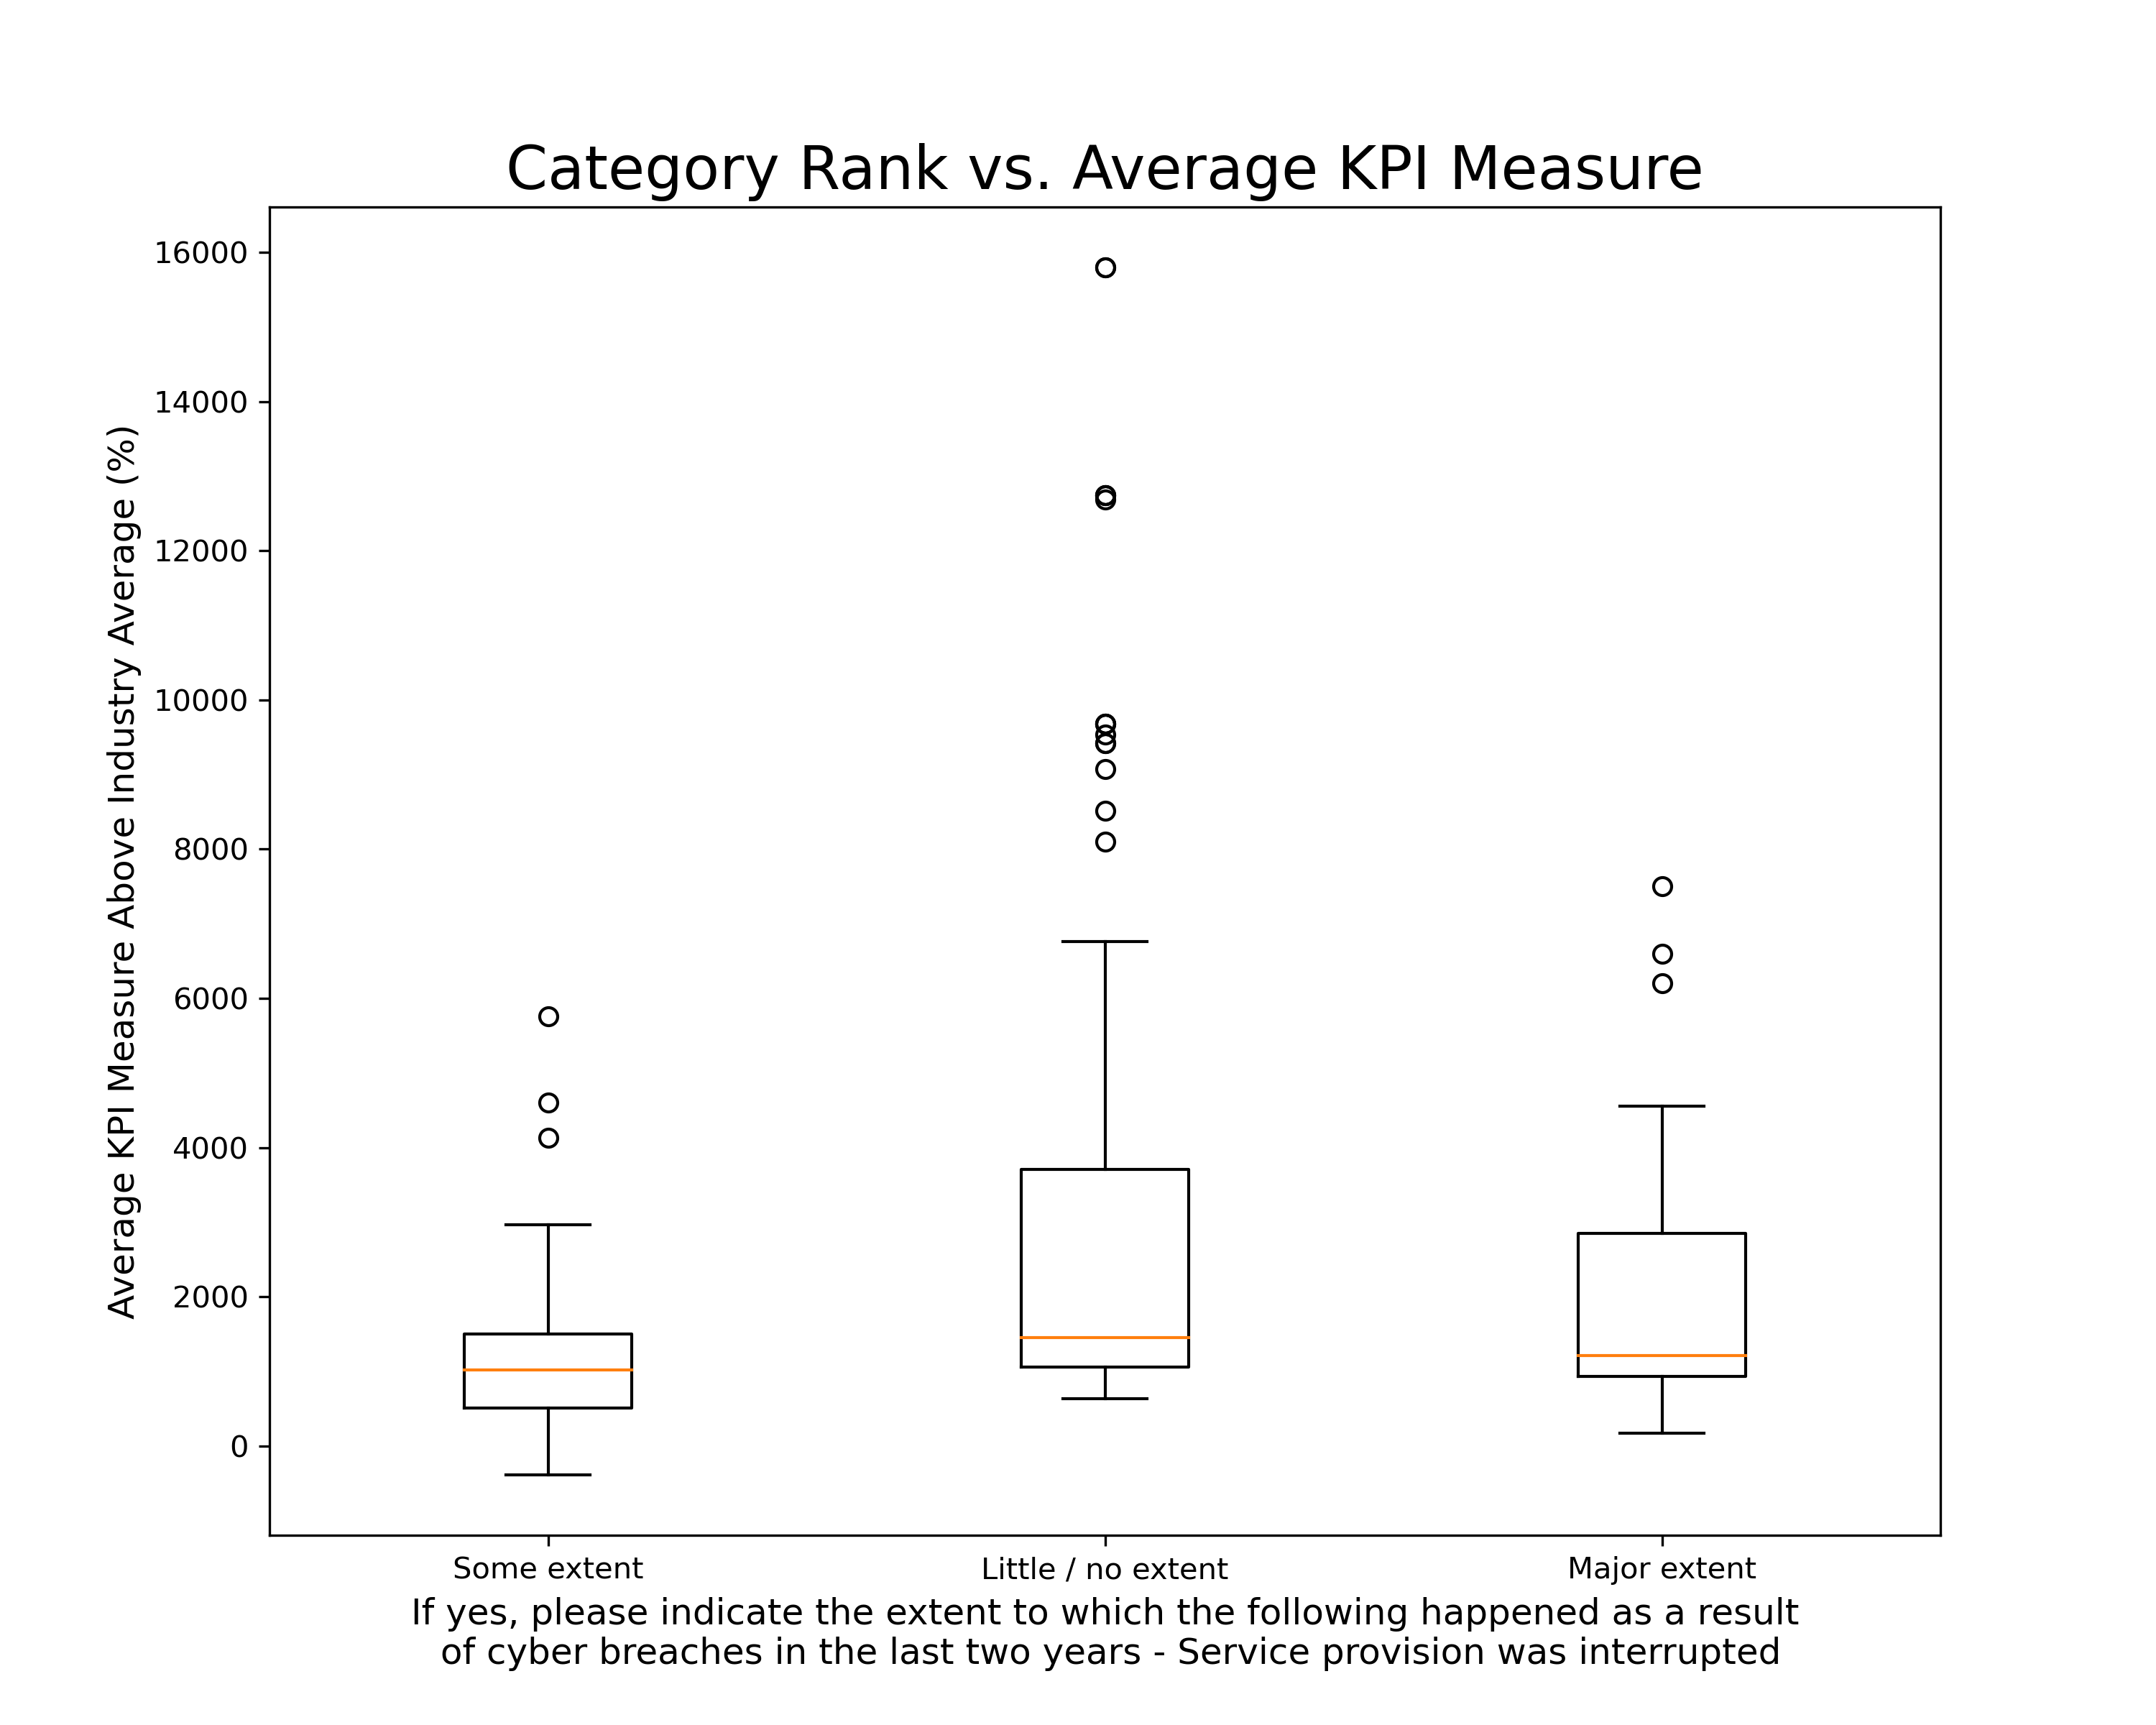 Category Rank vs. Average KPI Measure
Average KPI Measure Above Industry Average (%)
16000
14000
12000
10000
8000
6000
4000
2000
0
Some extent
Little / no extent
Major extent
If yes, please indicate the extent to which the following happened as a result
of cyber breaches in the last two years - Service provision was interrupted